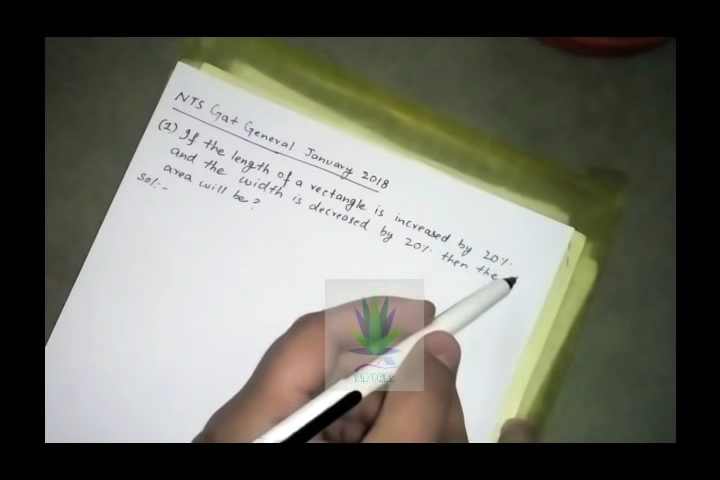 NTS Gat General January 2018
(1) If the length of a rectangle is increased by 20%.
and the width is decreased by 20%. then the
area will be?
Sol:-